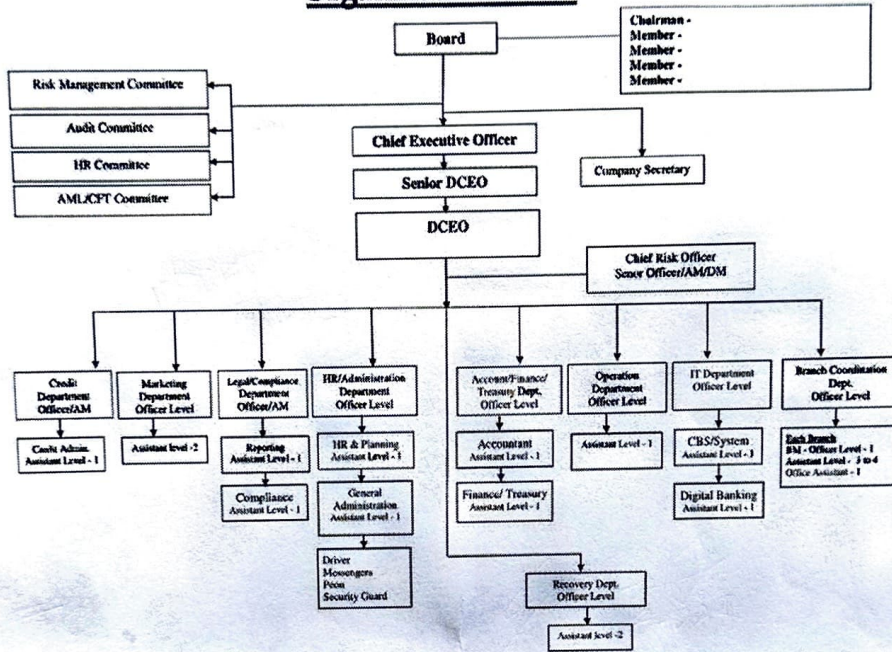 Board
Chairman -
Member -
Member -
Member -
Member -
Risk Management Committee
Audit Committee
HR Committee
AML/CFT Committee
Chief Executive Officer
Company Secretary
Senior DCEO
DCEO
Chief Risk Officer
Senor Officer/AM/DM
Credit
Department
Officer/AM
Credit Admin.
Assistant Level - 1
Marketing
Department
Officer Level
Assistant level -2
Legal/Compliance
Department
Officer/AM
Reporting
Assistant Level - 1
Compliance
Assistant Level - 1
HR/Administration
Department
Officer Level
HR & Planning
Assistant Level - 1
General
Administration
Assistant Level - 1
Driver
Messengers
Peon
Security Guard
Account/Finance/
Treasury Dept,
Officer Level
Accountant
Assistant Level - 1
Finance/ Treasury
Assistant Level - 1
Operation
Department
Officer Level
Assistant Level - 1
IT Department
Officer Level
CBS/System
Assistant Level - 1
Digital Banking
Assistant Level - 1
Branch Coordination
Dept.
Officer Level
Each Branch
BM - Officer Level - 1
Assistant Level - 3 to 4
Office Assistant - 1
Recovery Dept.
Officer Level
Assistant level -2